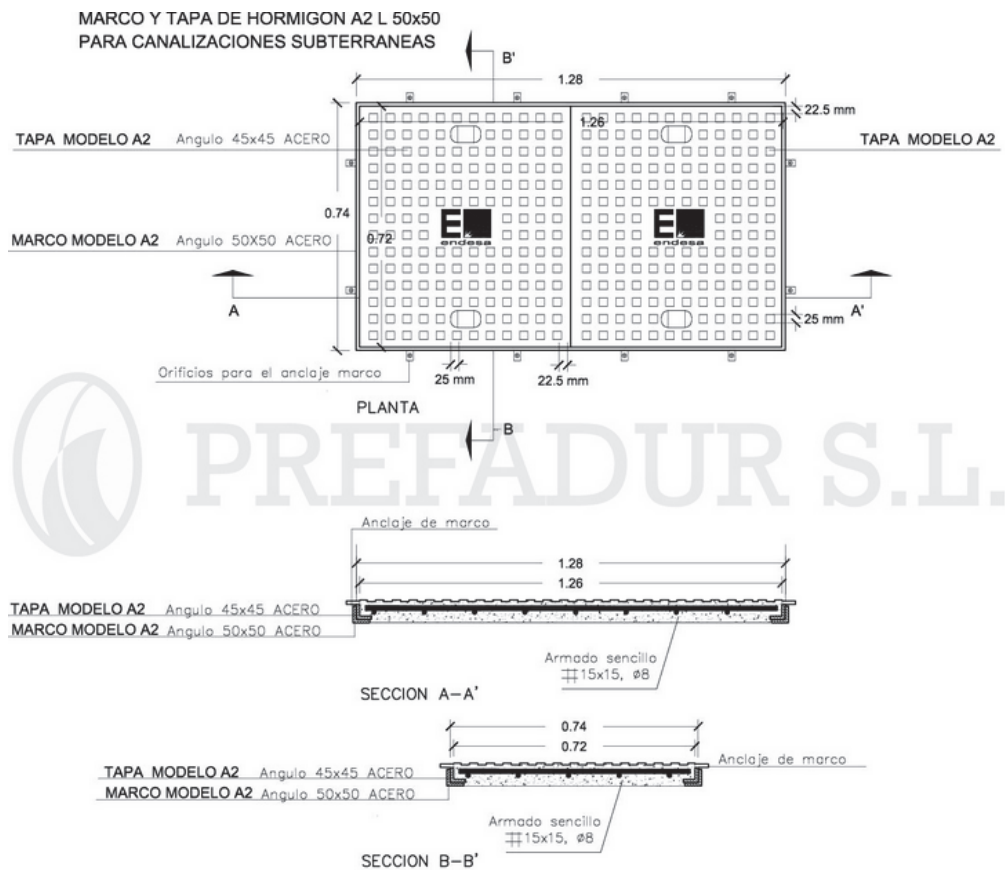 MARCO Y TAPA DE HORMIGON A2 L 50x50
PARA CANALIZACIONES SUBTERRANEAS
B'
1.28
22.5 mm
1.26
TAPA MODELO A2 Angulo 45x45 ACERO
TAPA MODELO A2
0.74
E
endesa
E
endesa
MARCO MODELO A2 Angulo 50X50 ACERO
0.72
A
A'
25 mm
Orificios para el anclaje marco
25 mm
22.5 mm
PLANTA
B
PREFADUR S.L.
Anclaje de marco
1.28
1.26
TAPA MODELO A2 Angulo 45x45 ACERO
MARCO MODELO A2 Angulo 50x50 ACERO
Armado sencillo
15x15, ø8
SECCION A-A'
0.74
0.72
Anclaje de marco
TAPA MODELO A2 Angulo 45x45 ACERO
MARCO MODELO A2 Angulo 50x50 ACERO
Armado sencillo
15x15, ø8
SECCION B-B'